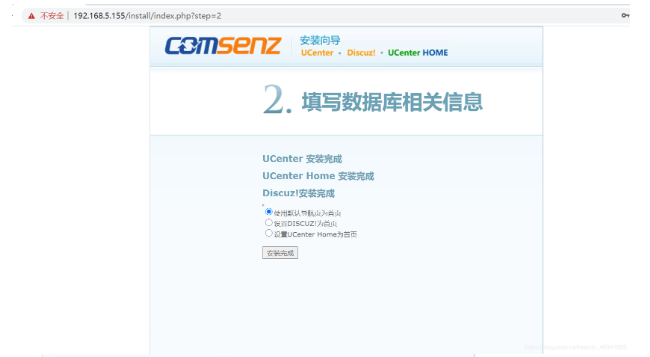 不安全 | 192.168.5.155/install/index.php?step=2
COMSENZ
安装向导
UCenter - Discuz! - UCenter HOME
2. 填写数据库相关信息
UCenter 安装完成
UCenter Home 安装完成
Discuz!安装完成
使用默认导航页为首页
设置DISCUZ!为首页
设置UCenter Home为首页
安装完成